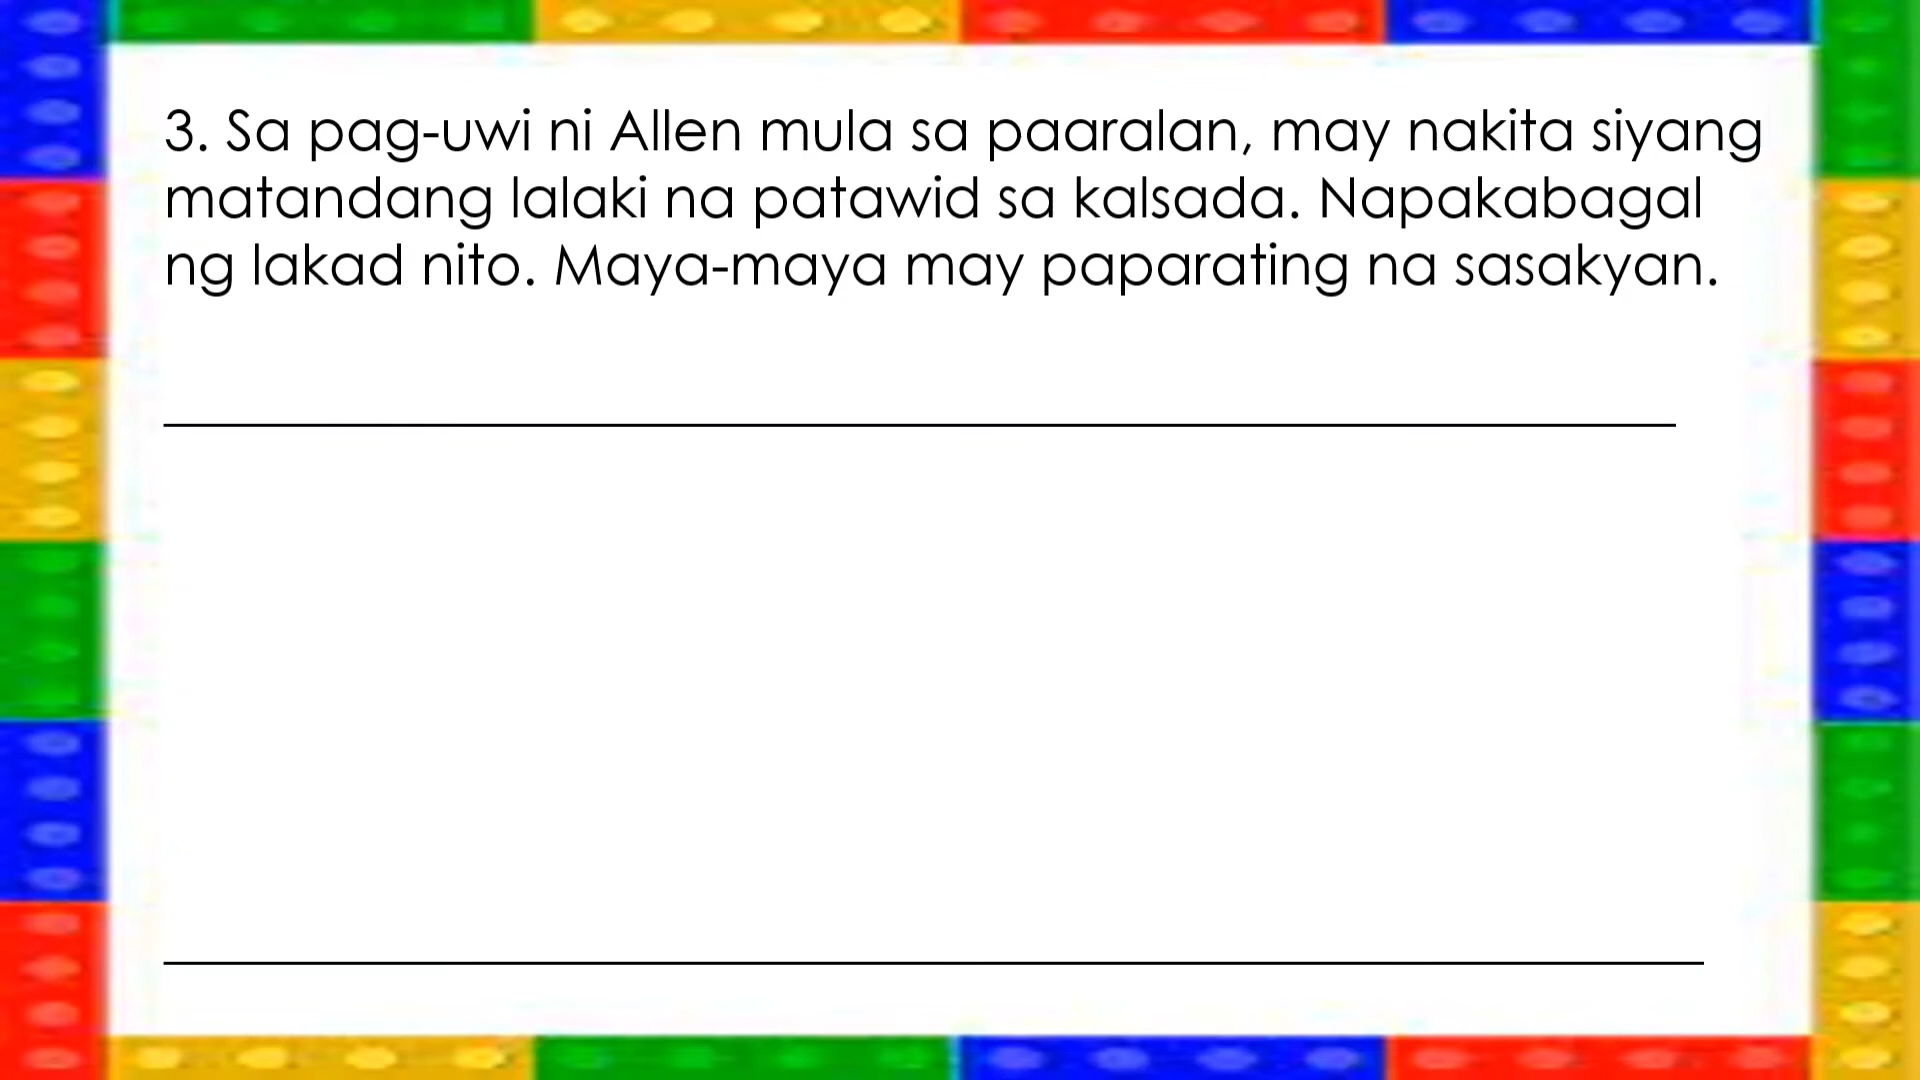 3. Sa pag-uwi ni Allen mula sa paaralan, may nakita siyang
matandang lalaki na patawid sa kalsada. Napakabagal
ng lakad nito. Maya-maya may paparating na sasakyan.